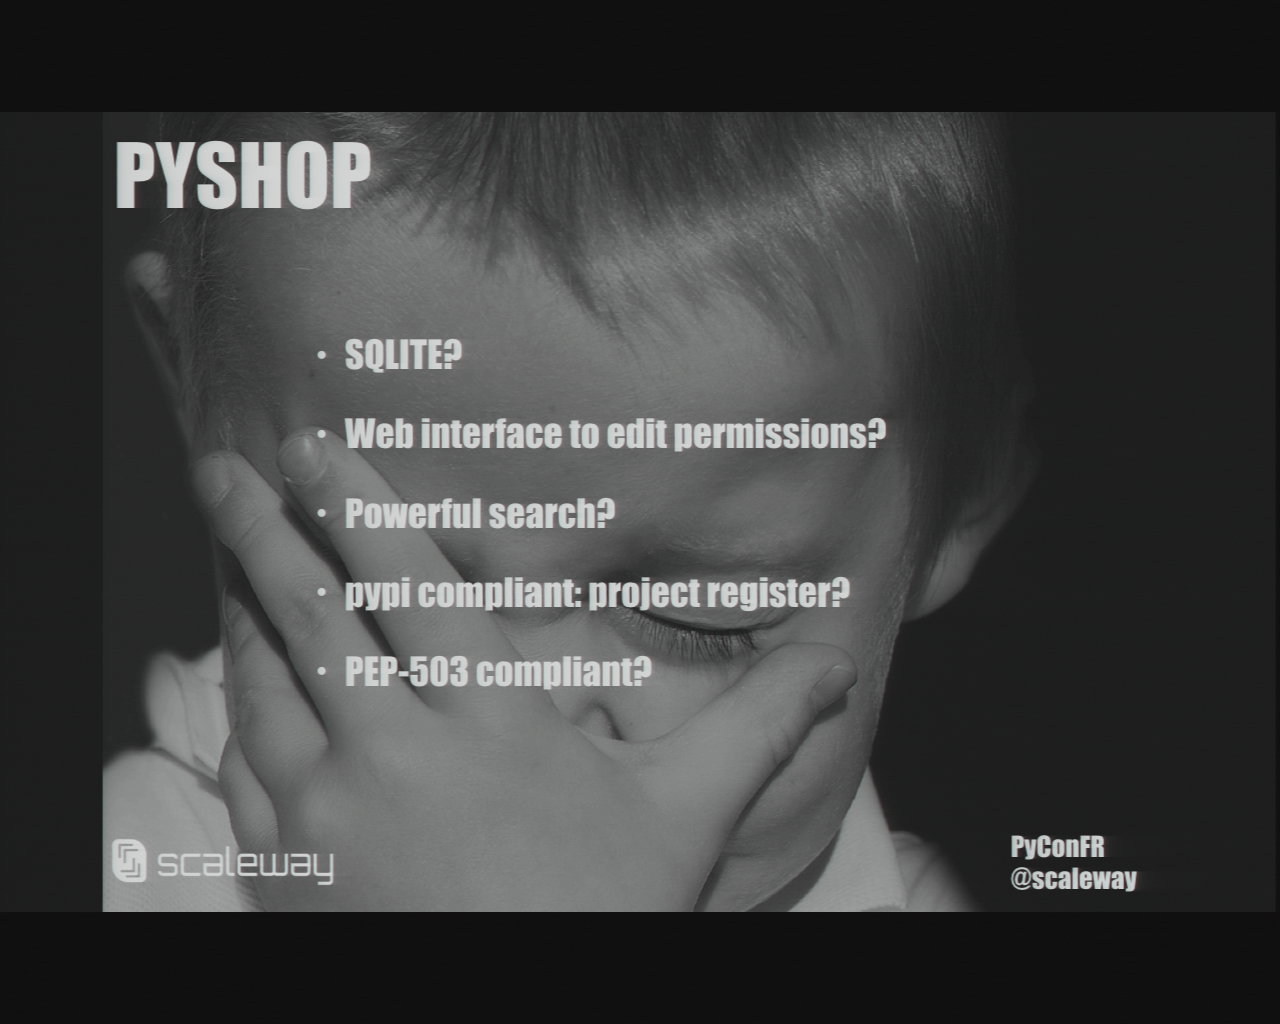 PYSHOP
• SQLITE?
• Web interface to edit permissions?
• Powerful search?
• pypi compliant: project register?
• PEP-503 compliant?
scaleway
PyConFR
@scaleway